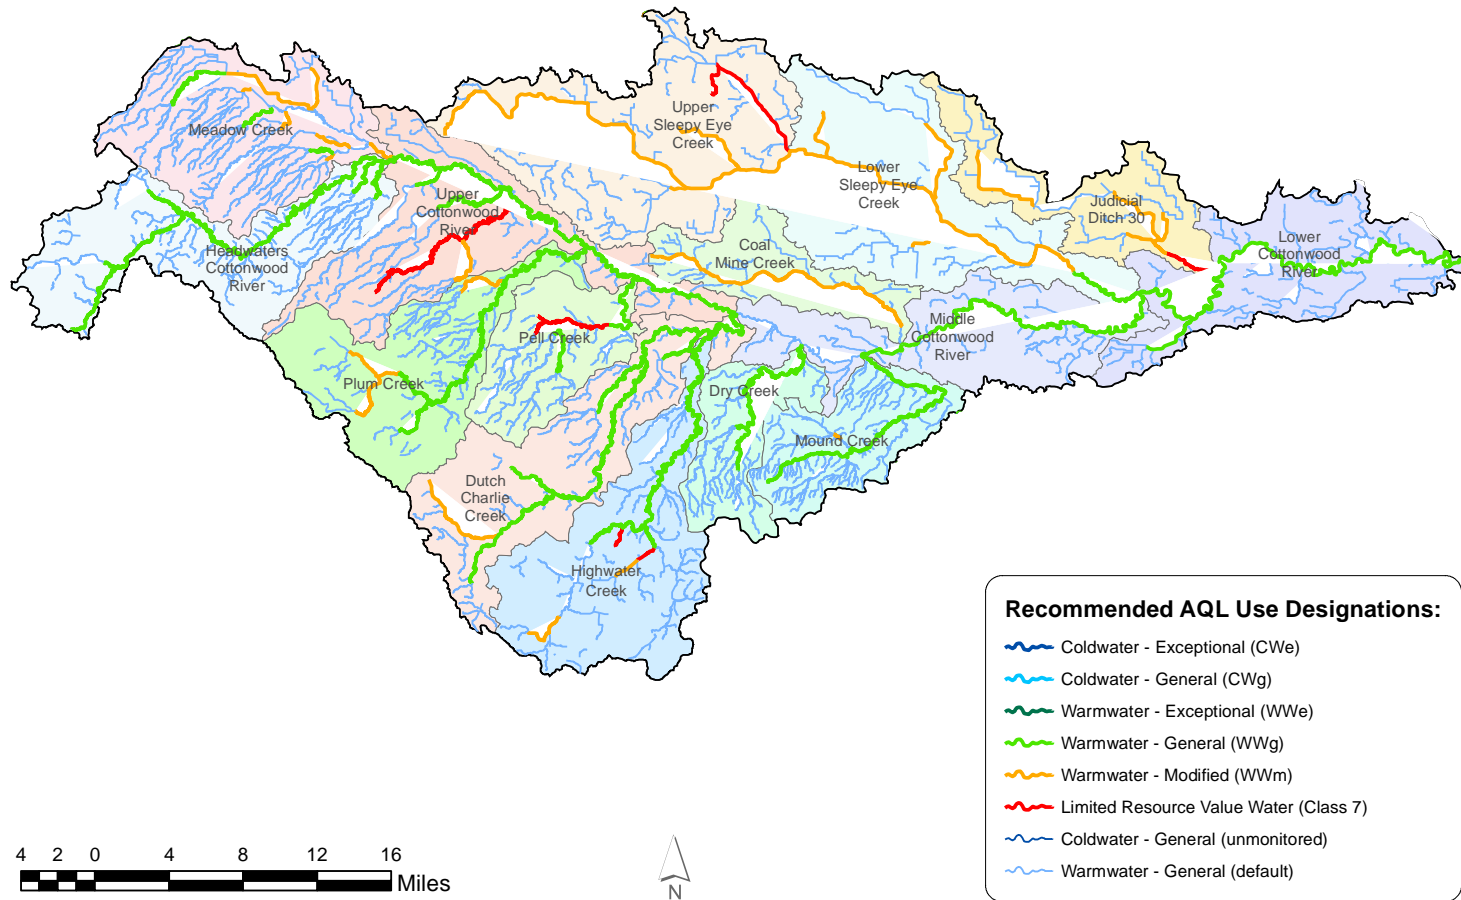 Meadow Creek
Upper
Sleepy Eye
Creek
Lower
Sleepy Eye
Creek
Judicial
Ditch 30
Upper
Cottonwood
River
Headwaters
Cottonwood
River
Coal
Mine Creek
Lower
Cottonwood
River
Middle
Cottonwood
River
Pell Creek
Plum Creek
Dry Creek
Mound Creek
Dutch
Charlie
Creek
Highwater
Creek
Recommended AQL Use Designations:
Coldwater - Exceptional (CWe)
Coldwater - General (CWg)
Warmwater - Exceptional (WWe)
Warmwater - General (WWg)
Warmwater - Modified (WWm)
Limited Resource Value Water (Class 7)
Coldwater - General (unmonitored)
Warmwater - General (default)
4 2 0 4 8 12 16
Miles
N